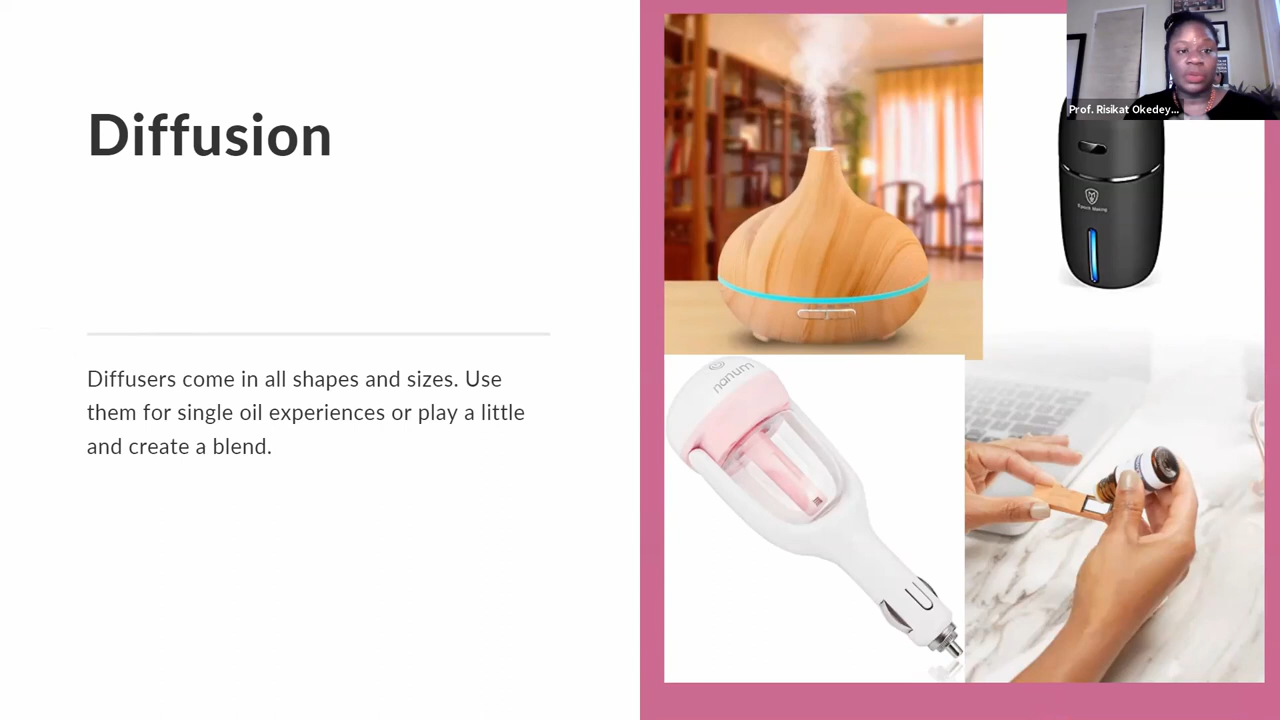 Diffusion
Diffusers come in all shapes and sizes. Use
them for single oil experiences or play a little
and create a blend.
Prof. Risikat Okedey...
nanum